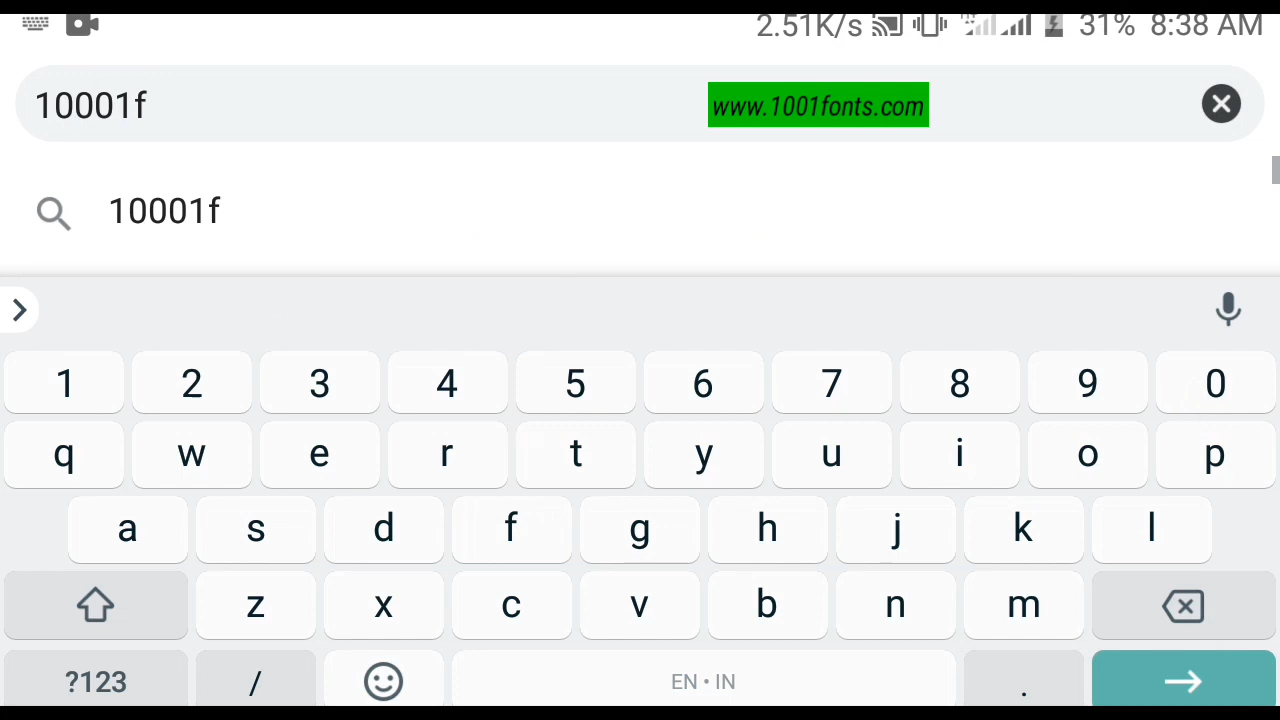 2.51K/s 31% 8:38 AM
10001f www.1001fonts.com
10001f
1 2 3 4 5 6 7 8 9 0
q w e r t y u i o p
a s d f g h j k l
z x c v b n m
?123 / EN • IN .